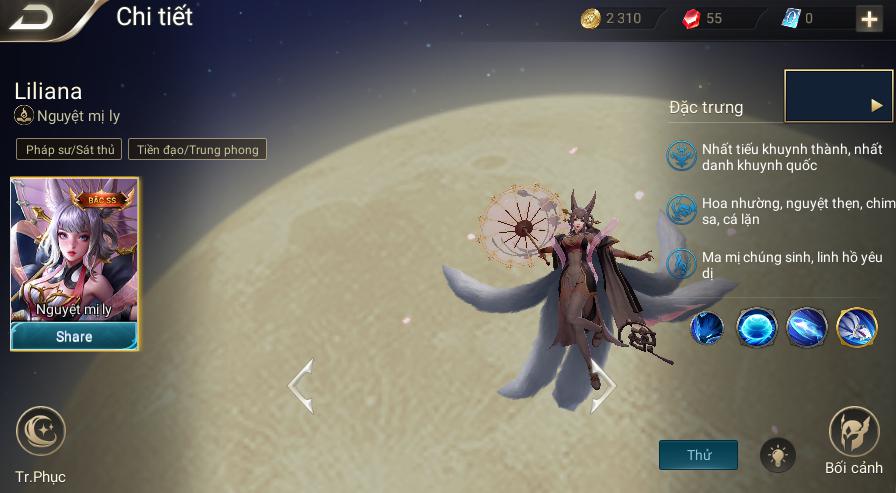 Chi tiết
2 310
55
0
Liliana
Nguyệt mị ly
Pháp sư/Sát thủ
Tiền đạo/Trung phong
BẬC SS
Nguyệt mị ly
Share
Đặc trưng
Nhất tiếu khuynh thành, nhất
danh khuynh quốc
Hoa nhường, nguyệt thẹn, chim
sa, cá lặn
Ma mị chúng sinh, linh hồ yêu
dị
Tr.Phục
Thử
Bối cảnh